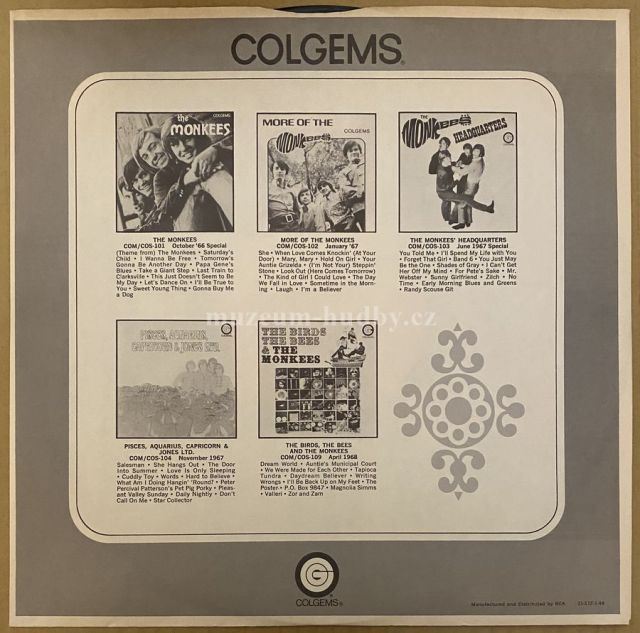 COLGEMS®
the
MONKEES
COLGEMS
MORE OF THE
MONKEES
COLGEMS
THE
MONKEES
HEADQUARTERS
THE MONKEES
COM/COS-101 October '66 Special
(Theme from) The Monkees • Saturday's
Child • I Wanna Be Free • Tomorrow's
Gonna Be Another Day • Papa Gene's
Blues • Take a Giant Step • Last Train to
Clarksville • This Just Doesn't Seem to Be
My Day • Let's Dance On • I'll Be True to
You • Sweet Young Thing • Gonna Buy Me
a Dog
MORE OF THE MONKEES
COM/COS-102 January '67
She • When Love Comes Knockin' (At Your
Door) • Mary, Mary • Hold On Girl • Your
Auntie Grizelda • (I'm Not Your) Steppin'
Stone • Look Out (Here Comes Tomorrow)
• The Kind of Girl I Could Love • The Day
We Fall in Love • Sometime in the Morn-
ing • Laugh • I'm a Believer
THE MONKEES' HEADQUARTERS
COM/COS-103 June 1967 Special
You Told Me • I'll Spend My Life with You
• Forget That Girl • Band 6 • You Just May
Be the One • Shades of Gray • I Can't Get
Her Off My Mind • For Pete's Sake • Mr.
Webster • Sunny Girlfriend • Zilch • No
Time • Early Morning Blues and Greens
• Randy Scouse Git
muzeum-hudby.cz
PISCES, AQUARIUS,
CAPRICORN & JONES LTD.
THE BIRDS,
THE BEES
& THE
MONKEES
PISCES, AQUARIUS, CAPRICORN &
JONES LTD.
COM/COS-104 November 1967
Salesman • She Hangs Out • The Door
Into Summer • Love Is Only Sleeping
• Cuddly Toy • Words • Hard to Believe •
What Am I Doing Hangin' 'Round? • Peter
Percival Patterson's Pet Pig Porky • Pleas-
ant Valley Sunday • Daily Nightly • Don't
Call On Me • Star Collector
THE BIRDS, THE BEES
AND THE MONKEES
COM/COS-109 April 1968
Dream World • Auntie's Municipal Court
• We Were Made for Each Other • Tapioca
Tundra • Daydream Believer • Writing
Wrongs • I'll Be Back Up on My Feet • The
Poster • P.O. Box 9847 • Magnolia Simms
• Valleri • Zor and Zam
COLGEMS®
Manufactured and Distributed by RCA